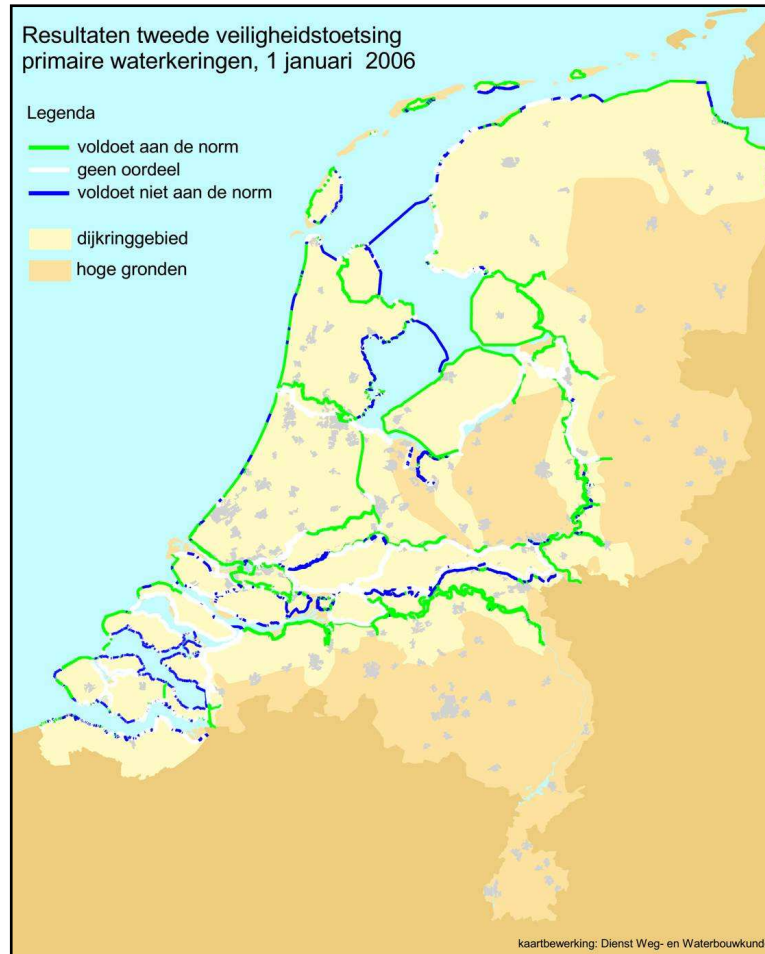 Resultaten tweede veiligheidstoetsing
primaire waterkeringen, 1 januari 2006
Legenda
voldoet aan de norm
geen oordeel
voldoet niet aan de norm
dijkringgebied
hoge gronden
kaartbewerking: Dienst Weg- en Waterbouwkunde